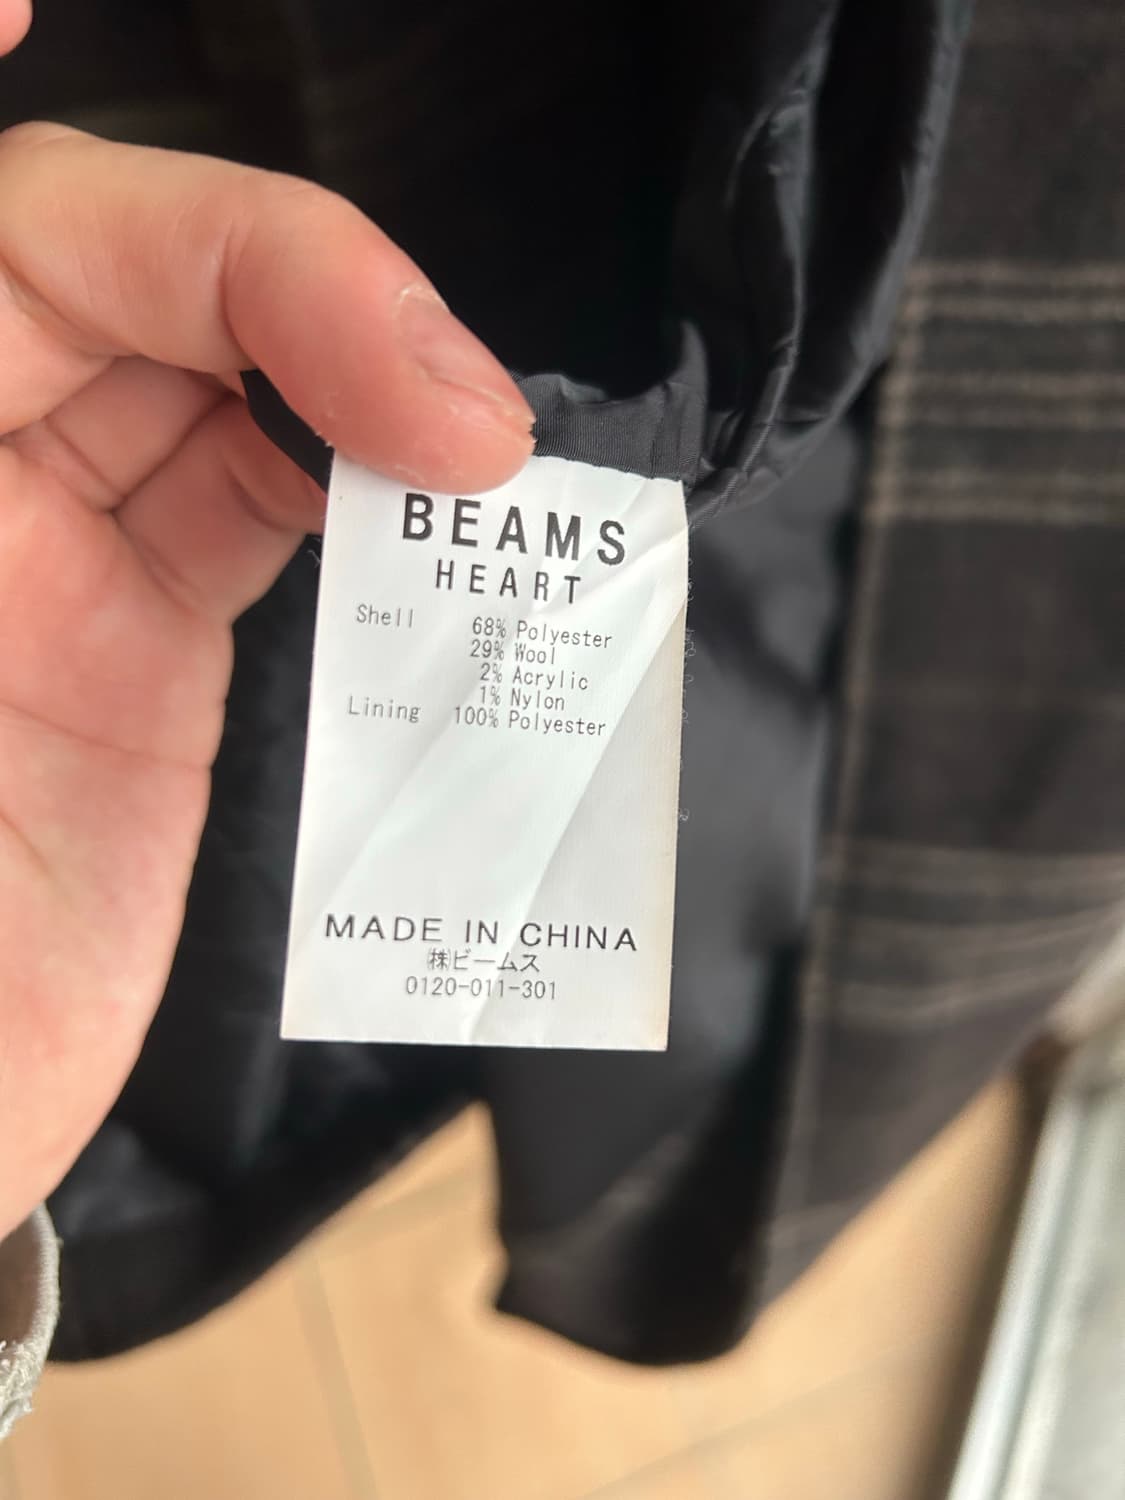 BEAMS
HEART
Shell 68% Polyester
29% Wool
2% Acrylic
1% Nylon
Lining 100% Polyester
MADE IN CHINA
㈱ビームス
0120-011-301